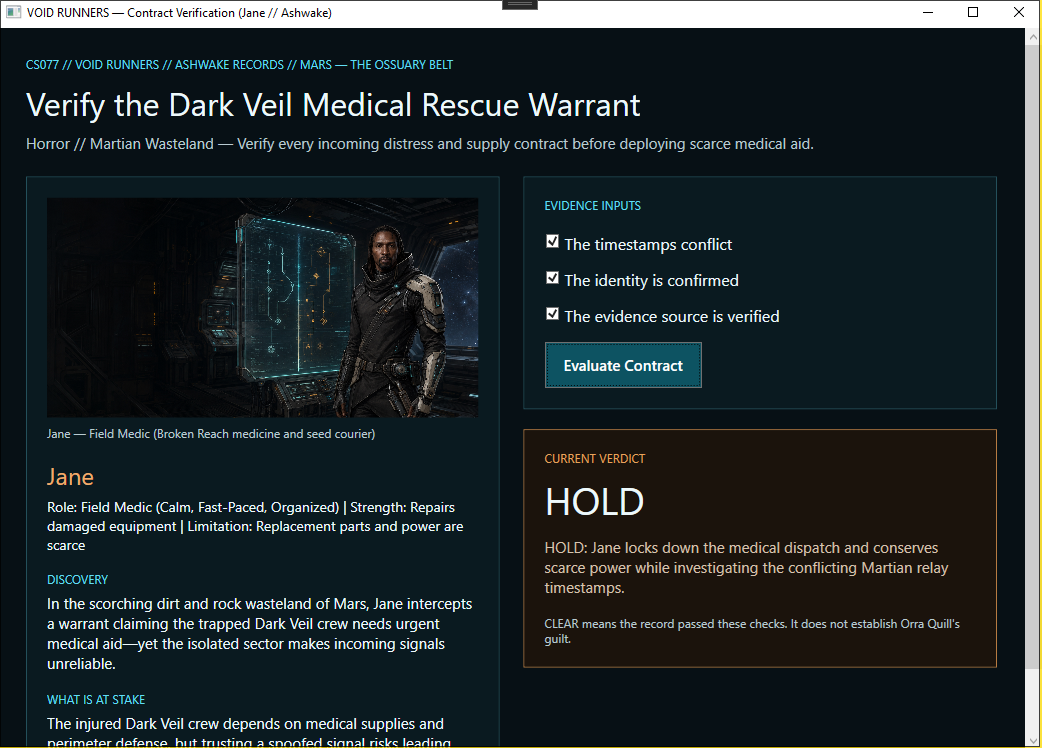 VOID RUNNERS — Contract Verification (Jane // Ashwake)
CS077 // VOID RUNNERS // ASHWAKE RECORDS // MARS — THE OSSUARY BELT
Verify the Dark Veil Medical Rescue Warrant
Horror // Martian Wasteland — Verify every incoming distress and supply contract before deploying scarce medical aid.
Jane — Field Medic (Broken Reach medicine and seed courier)
Jane
Role: Field Medic (Calm, Fast-Paced, Organized) | Strength: Repairs
damaged equipment | Limitation: Replacement parts and power are
scarce
DISCOVERY
In the scorching dirt and rock wasteland of Mars, Jane intercepts
a warrant claiming the trapped Dark Veil crew needs urgent
medical aid—yet the isolated sector makes incoming signals
unreliable.
WHAT IS AT STAKE
The injured Dark Veil crew depends on medical supplies and
perimeter defense, but trusting a spoofed signal risks leading
EVIDENCE INPUTS
The timestamps conflict
The identity is confirmed
The evidence source is verified
Evaluate Contract
CURRENT VERDICT
HOLD
HOLD: Jane locks down the medical dispatch and conserves
scarce power while investigating the conflicting Martian relay
timestamps.
CLEAR means the record passed these checks. It does not establish Orra Quill's
guilt.